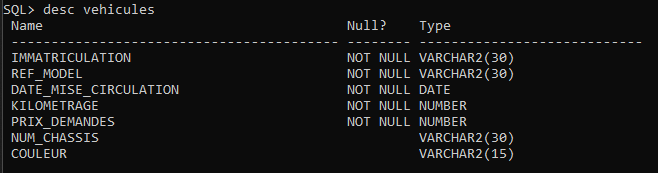 SQL> desc vehicules
Name Null? Type
----------------------------------------- -------- ----------------------------
IMMATRICULATION NOT NULL VARCHAR2(30)
REF_MODEL NOT NULL VARCHAR2(30)
DATE_MISE_CIRCULATION NOT NULL DATE
KILOMETRAGE NOT NULL NUMBER
PRIX_DEMANDES NOT NULL NUMBER
NUM_CHASSIS VARCHAR2(30)
COULEUR VARCHAR2(15)